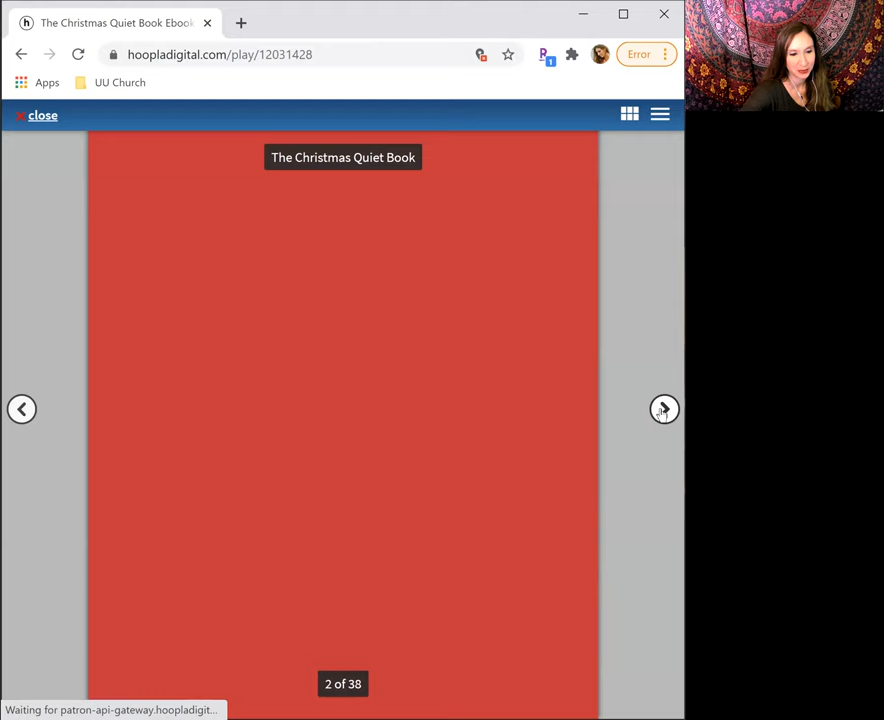 h The Christmas Quiet Book Ebook
hoopladigital.com/play/12031428
R 1
Error
Apps
UU Church
× close
The Christmas Quiet Book
2 of 38
Waiting for patron-api-gateway.hoopladigit...